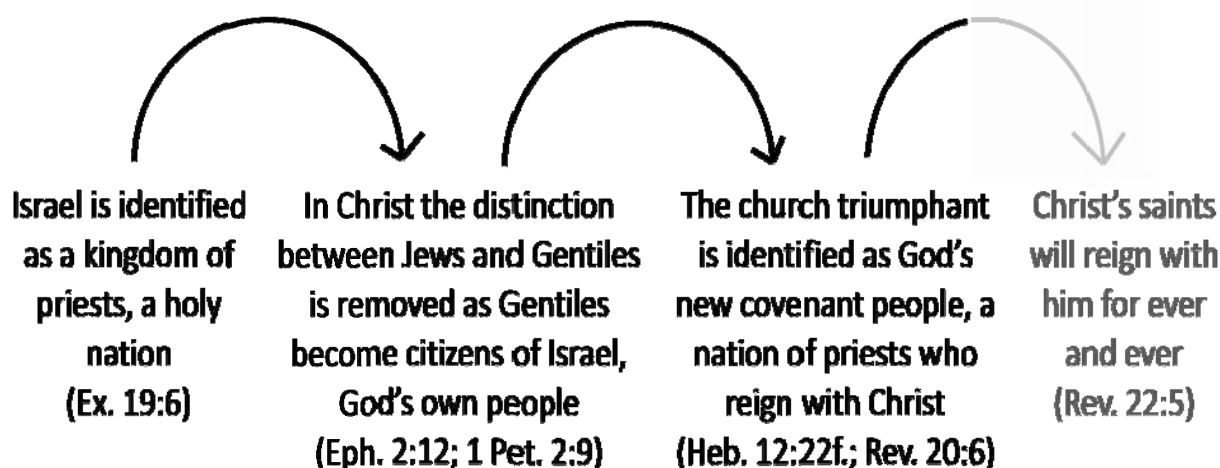 Israel is identified
as a kingdom of
priests, a holy
nation
(Ex. 19:6)
In Christ the distinction
between Jews and Gentiles
is removed as Gentiles
become citizens of Israel,
God's own people
(Eph. 2:12; 1 Pet. 2:9)
The church triumphant
is identified as God's
new covenant people, a
nation of priests who
reign with Christ
(Heb. 12:22f.; Rev. 20:6)
Christ's saints
will reign with
him for ever
and ever
(Rev. 22:5)